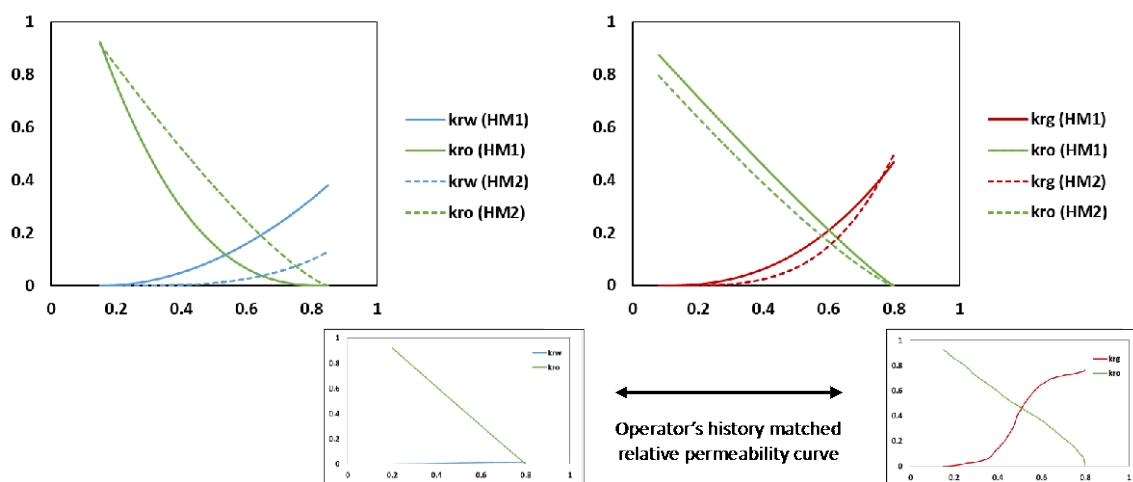 1
0.8
0.6
0.4
0.2
0
0 0.2 0.4 0.6 0.8 1
krw (HM1)
kro (HM1)
krw (HM2)
kro (HM2)
1
0.8
0.6
0.4
0.2
0
0 0.2 0.4 0.6 0.8 1
krg (HM1)
kro (HM1)
krg (HM2)
kro (HM2)
1
0.8
0.6
0.4
0.2
0
0 0.2 0.4 0.6 0.8 1
krw
kro
Operator's history matched
relative permeability curve
1
0.8
0.6
0.4
0.2
0
0 0.2 0.4 0.6 0.8 1
krg
kro